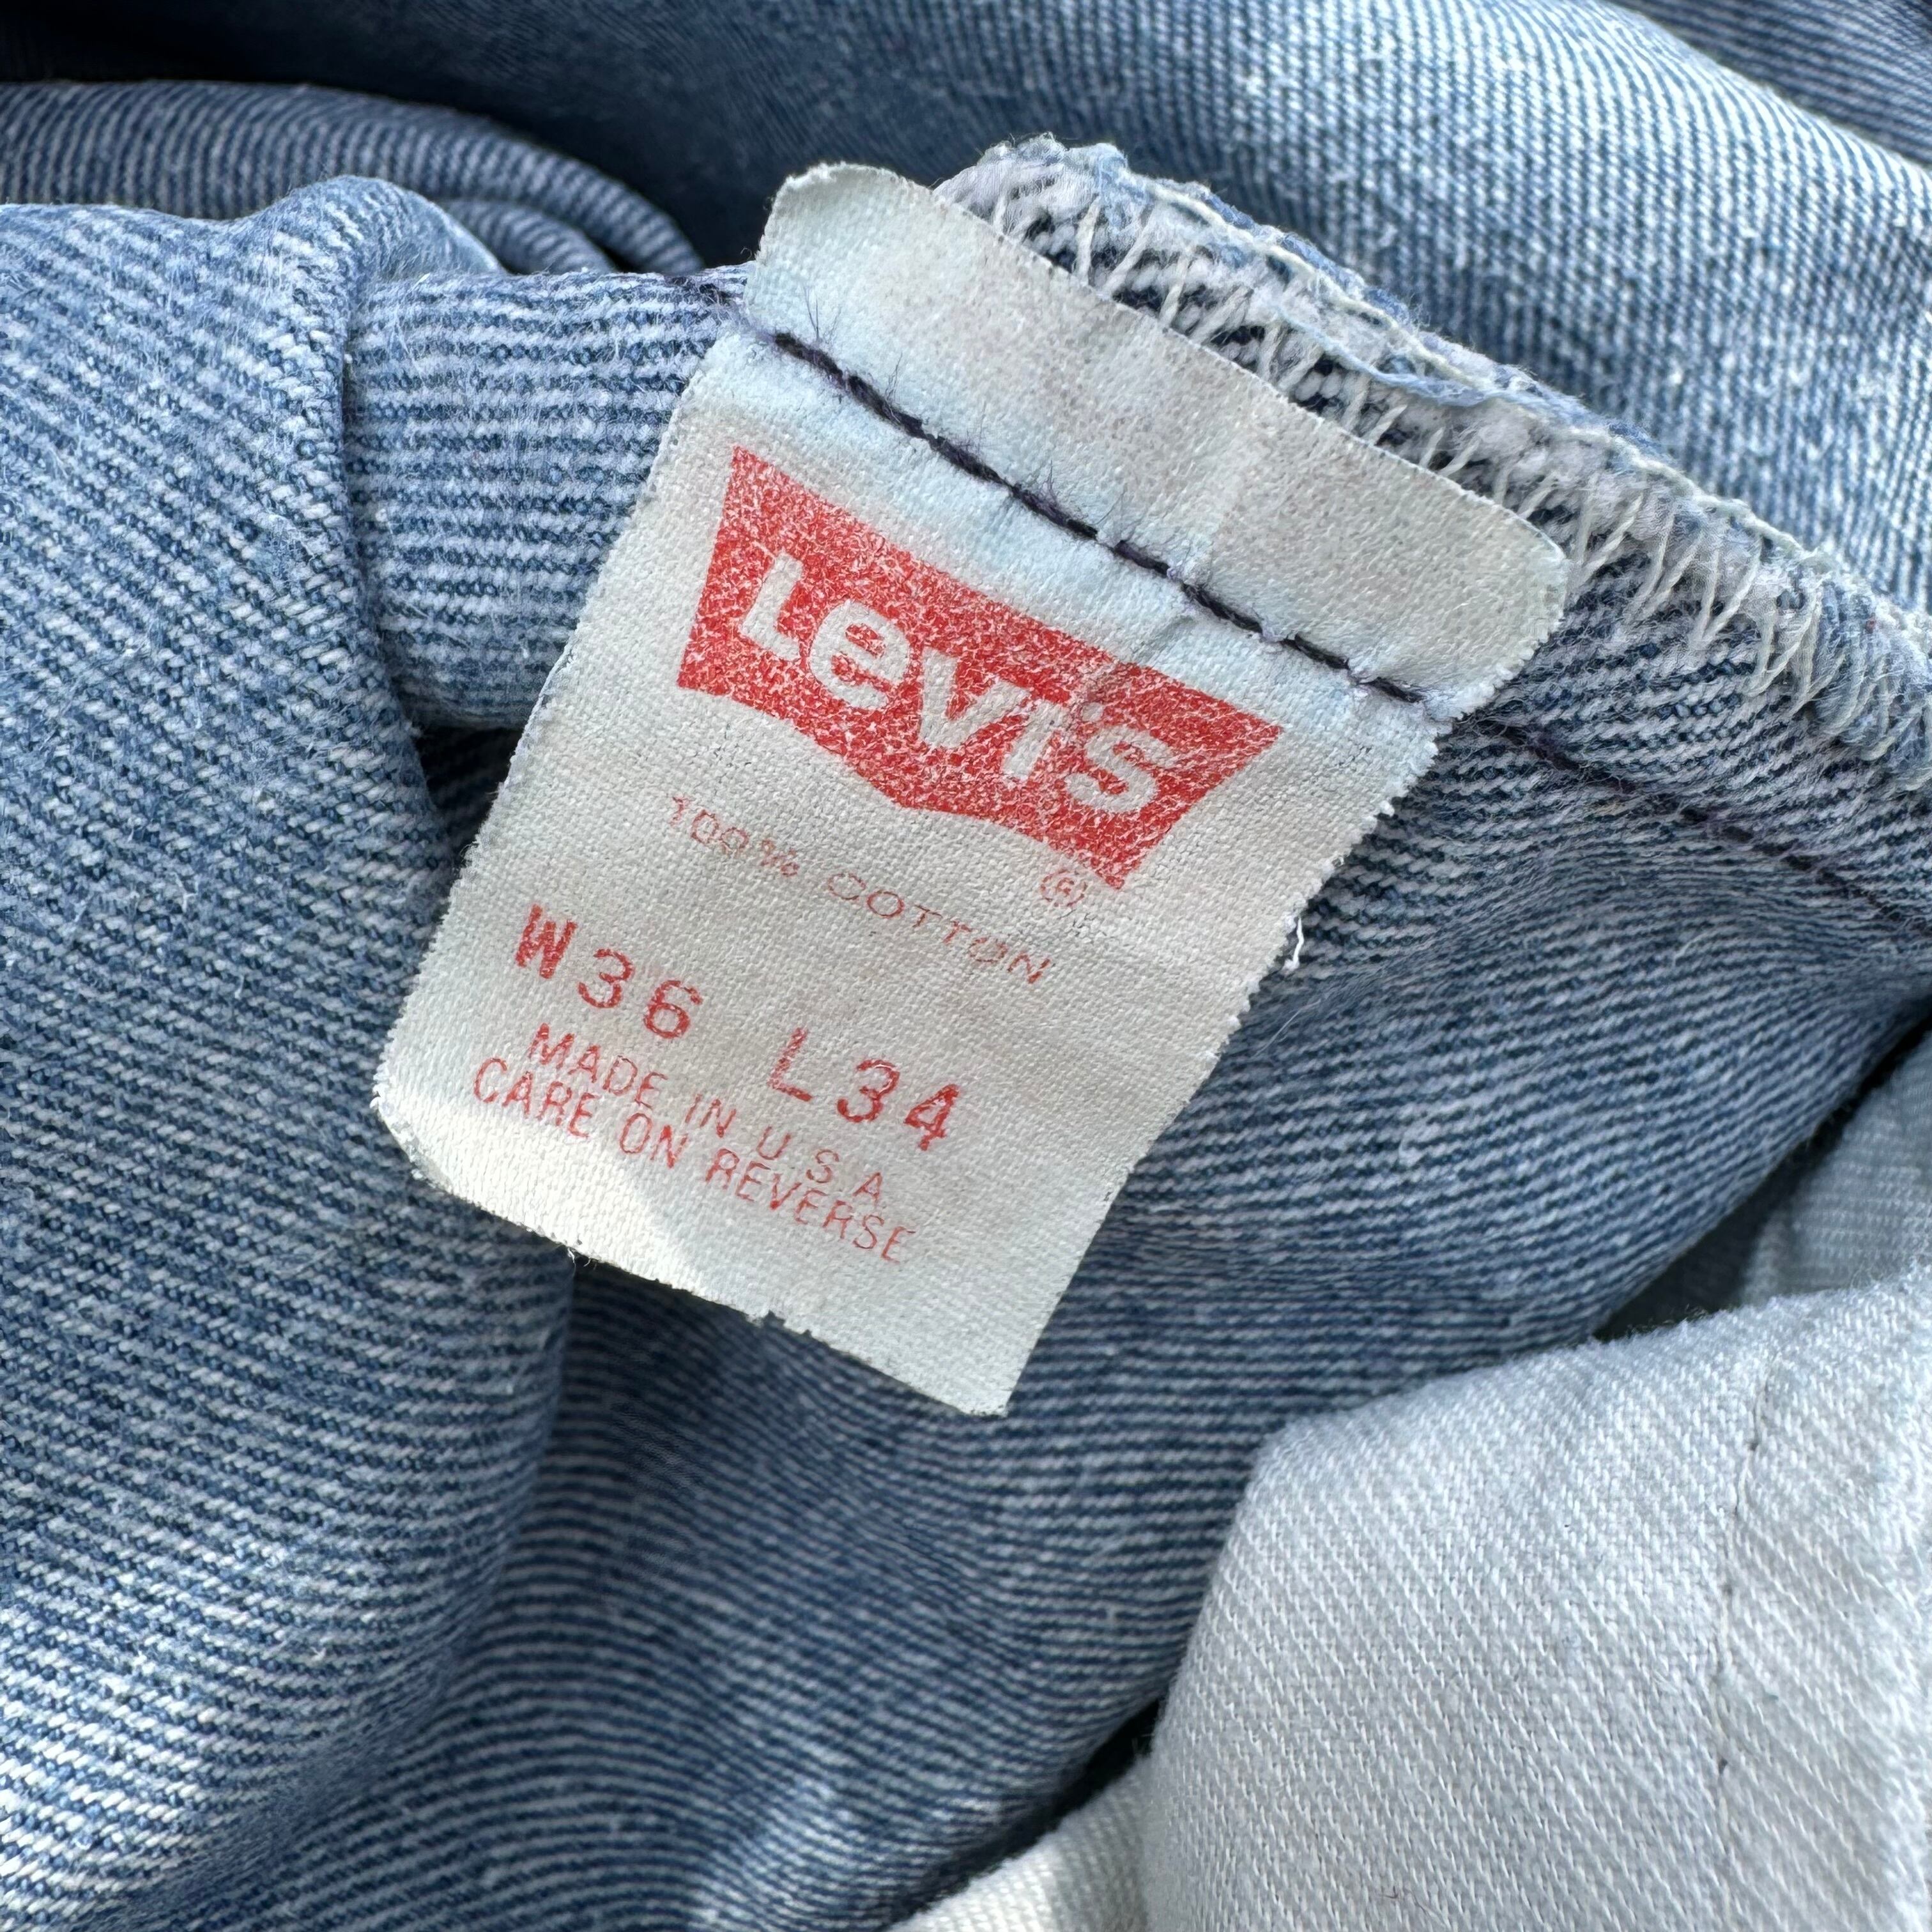 Levi's
®
100% COTTON
W36 L34
MADE IN U.S.A.
CARE ON REVERSE